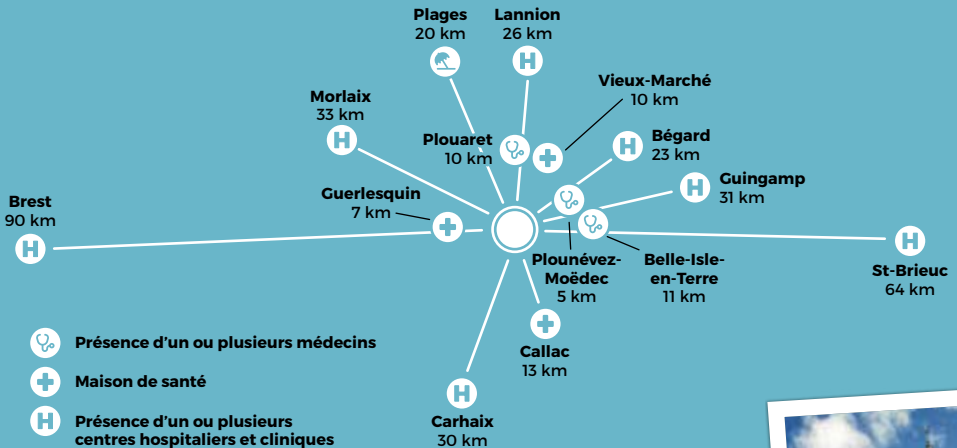 Plages
20 km
Lannion
26 km
Vieux-Marché
10 km
Morlaix
33 km
Plouaret
10 km
Bégard
23 km
Guingamp
31 km
Guerlesquin
7 km
Brest
90 km
H
H
H
H
H
H
H
Plounévez-
Moëdec
5 km
Belle-Isle-
en-Terre
11 km
St-Brieuc
64 km
Callac
13 km
Carhaix
30 km
Présence d'un ou plusieurs médecins
Maison de santé
H Présence d'un ou plusieurs
centres hospitaliers et cliniques